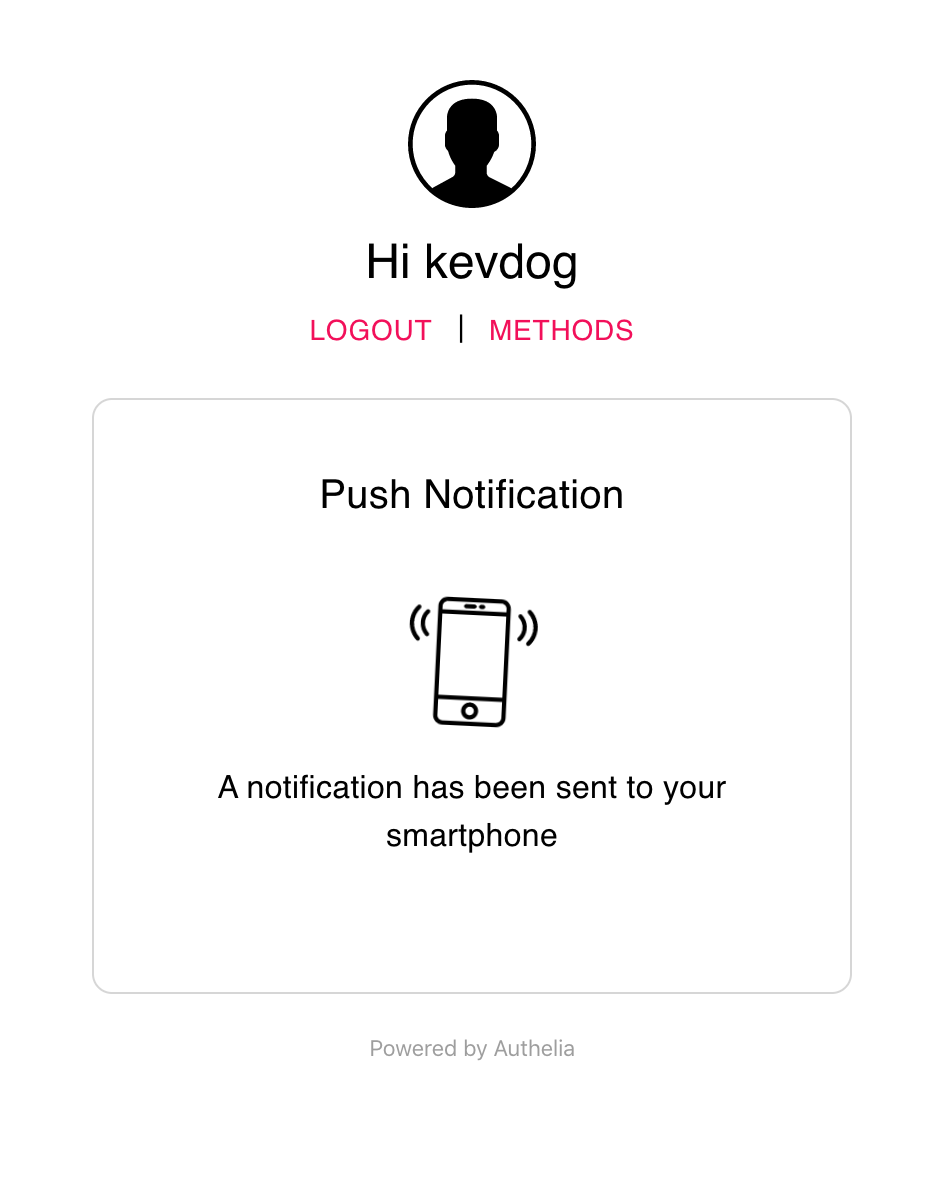 Hi kevdog
LOGOUT | METHODS
Push Notification
A notification has been sent to your
smartphone
Powered by Authelia